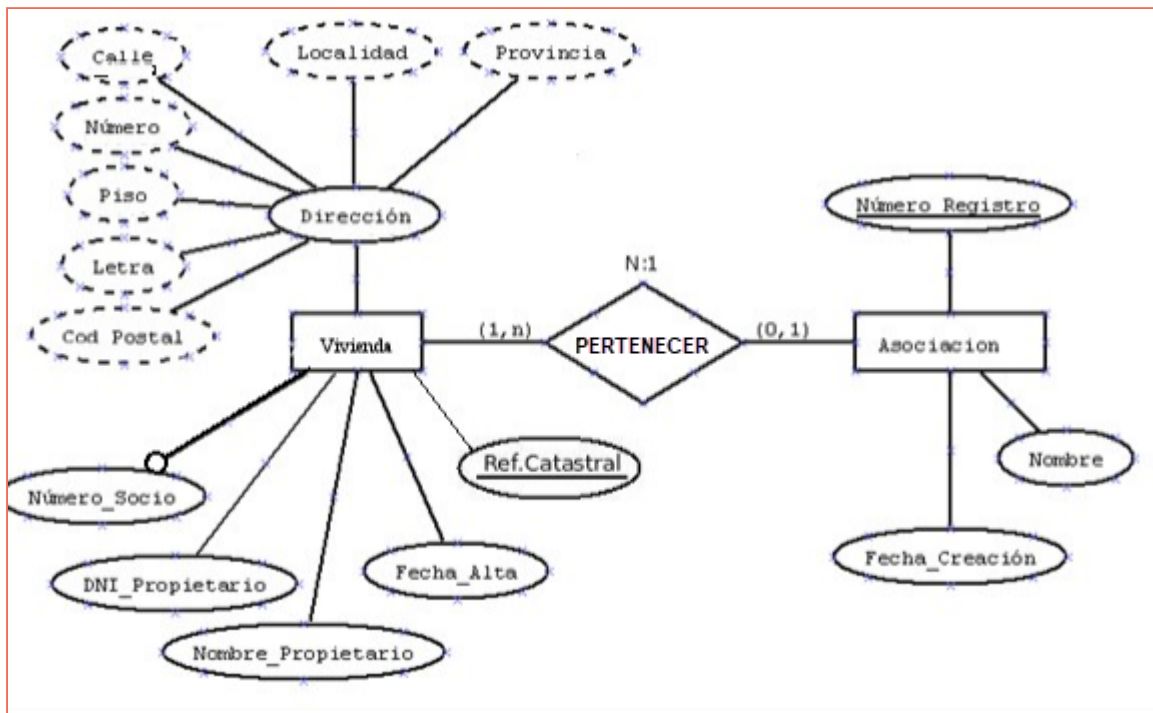 Calle
Localidad
Provincia
Número
Piso
Dirección
Número Registro
Letra
Cod Postal
N:1
Vivienda
(1,n)
PERTENECER
(0,1)
Asociacion
Ref.Catastral
Nombre
Número_Socio
Fecha_Alta
Fecha_Creación
DNI_Propietario
Nombre_Propietario